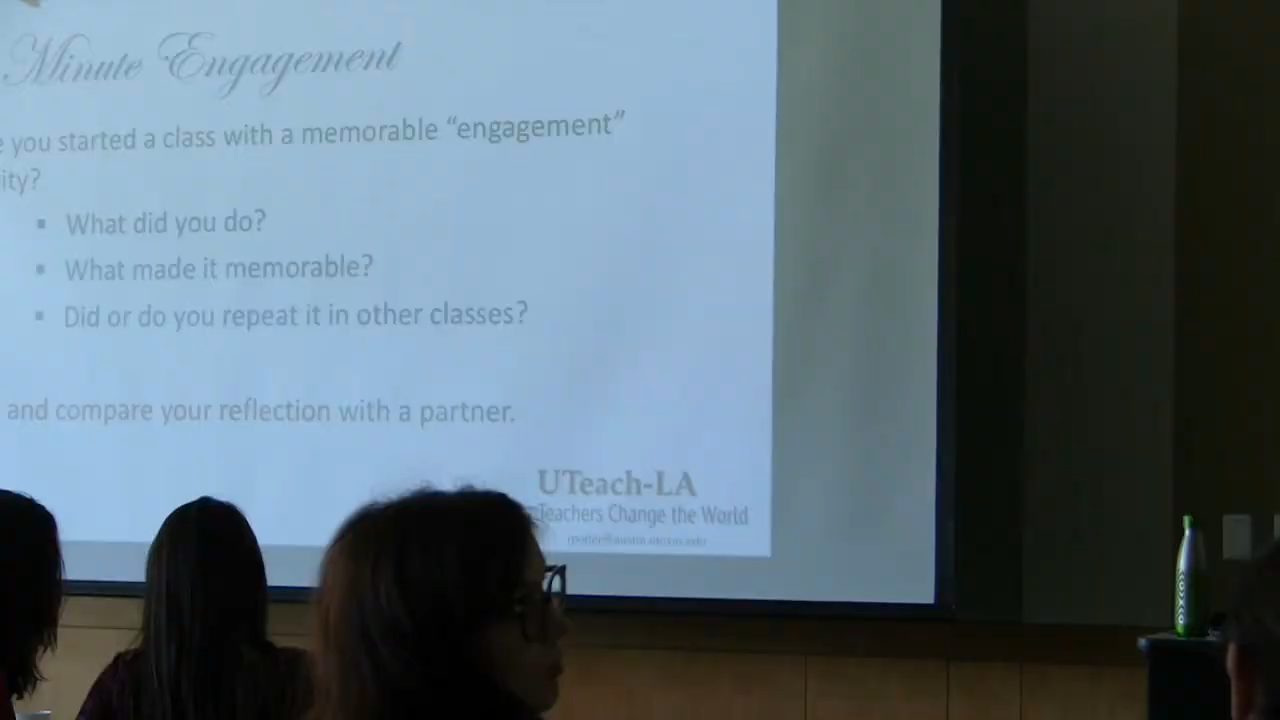 Minute Engagement
e you started a class with a memorable “engagement”
ity?
▪ What did you do?
▪ What made it memorable?
▪ Did or do you repeat it in other classes?
and compare your reflection with a partner.
UTeach-LA
Teachers Change the World